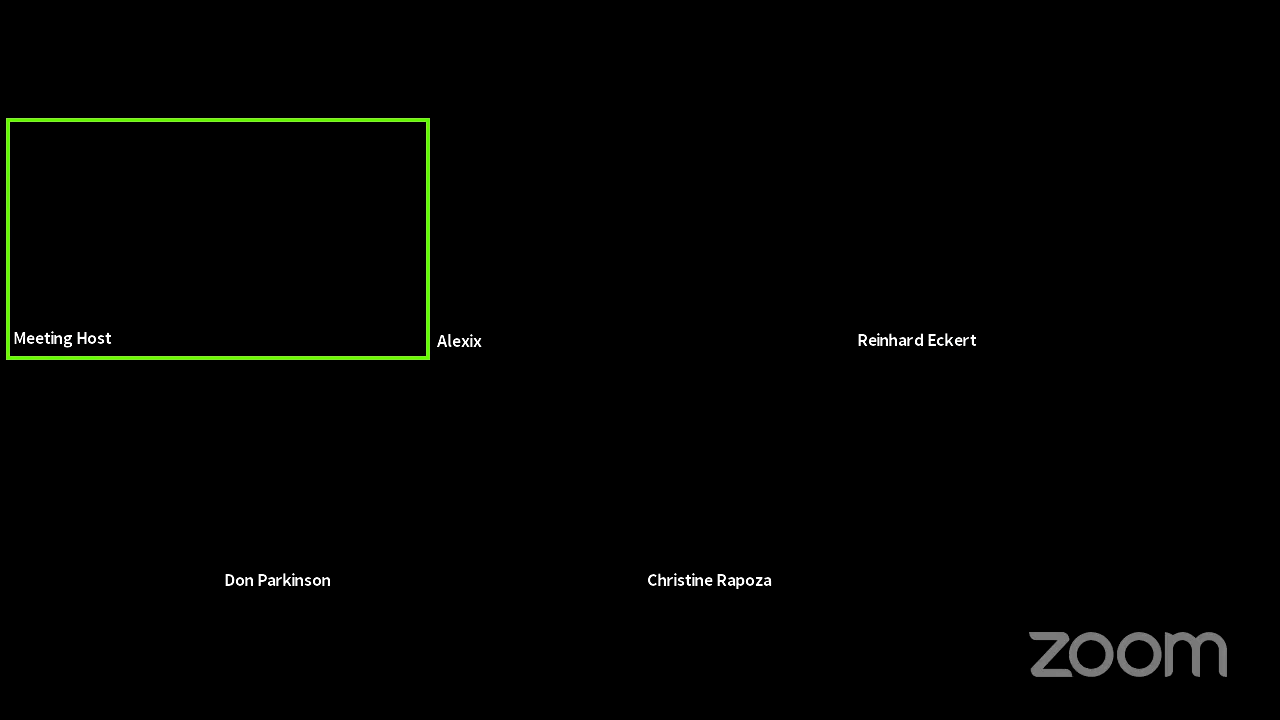 Meeting Host
Alexix
Reinhard Eckert
Don Parkinson
Christine Rapoza
zoom